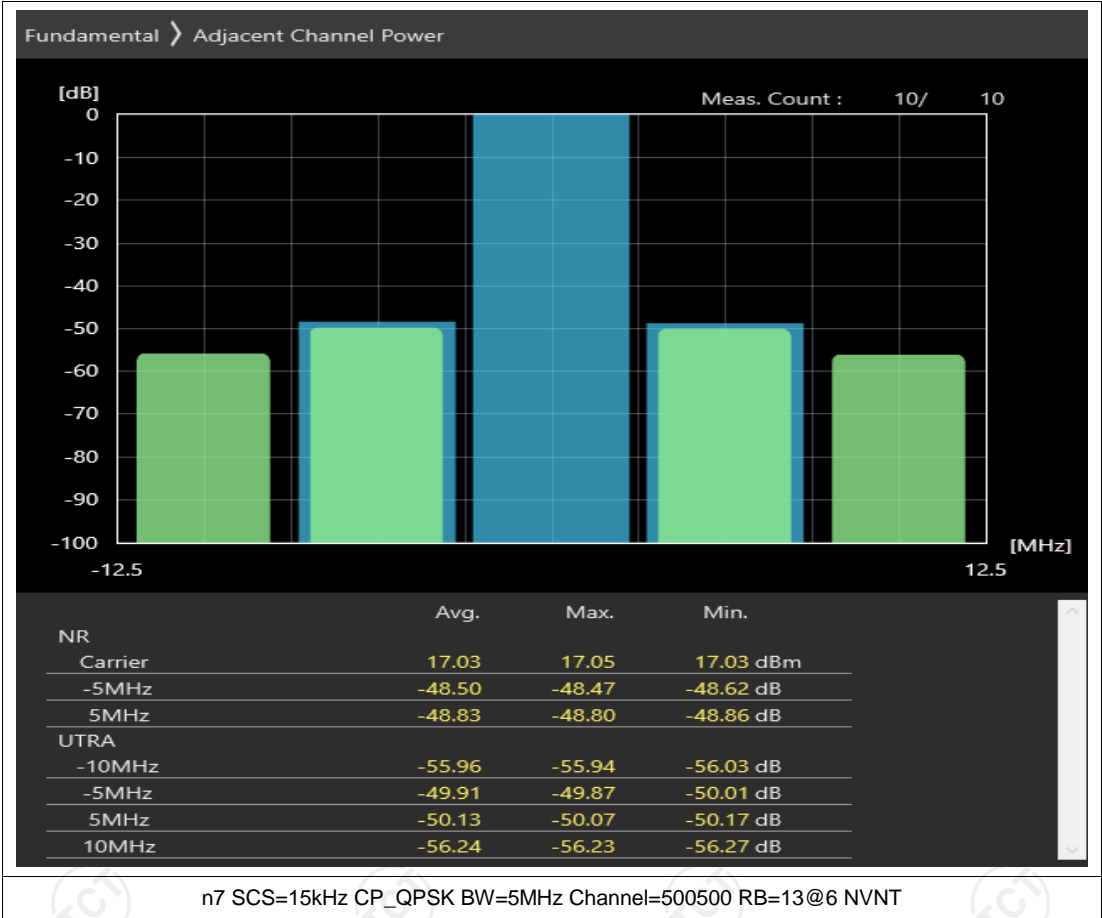 Fundamental ❯ Adjacent Channel Power
[dB]
Meas. Count : 10/ 10
0
-10
-20
-30
-40
-50
-60
-70
-80
-90
-100
[MHz]
-12.5 12.5
Avg. Max. Min.
NR
Carrier 17.03 17.05 17.03 dBm
-5MHz -48.50 -48.47 -48.62 dB
5MHz -48.83 -48.80 -48.86 dB
UTRA
-10MHz -55.96 -55.94 -56.03 dB
-5MHz -49.91 -49.87 -50.01 dB
5MHz -50.13 -50.07 -50.17 dB
10MHz -56.24 -56.23 -56.27 dB
n7 SCS=15kHz CP_QPSK BW=5MHz Channel=500500 RB=13@6 NVNT
TCT TCT TCT TCT TCT